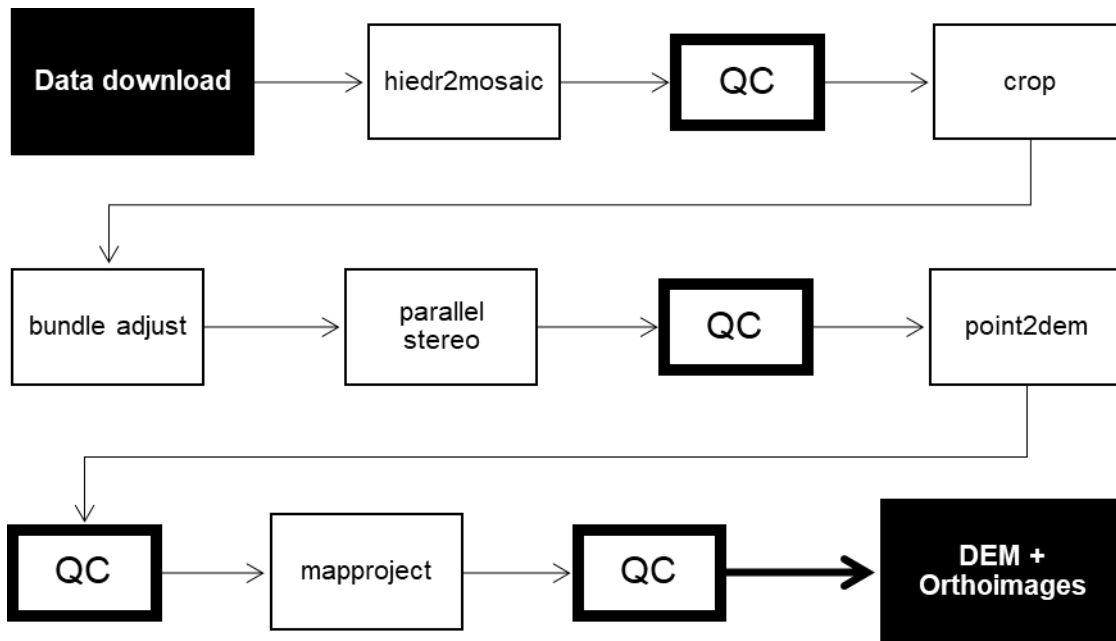 Data download
hiedr2mosaic
QC
crop
bundle adjust
parallel
stereo
QC
point2dem
QC
mapproject
QC
DEM +
Orthoimages